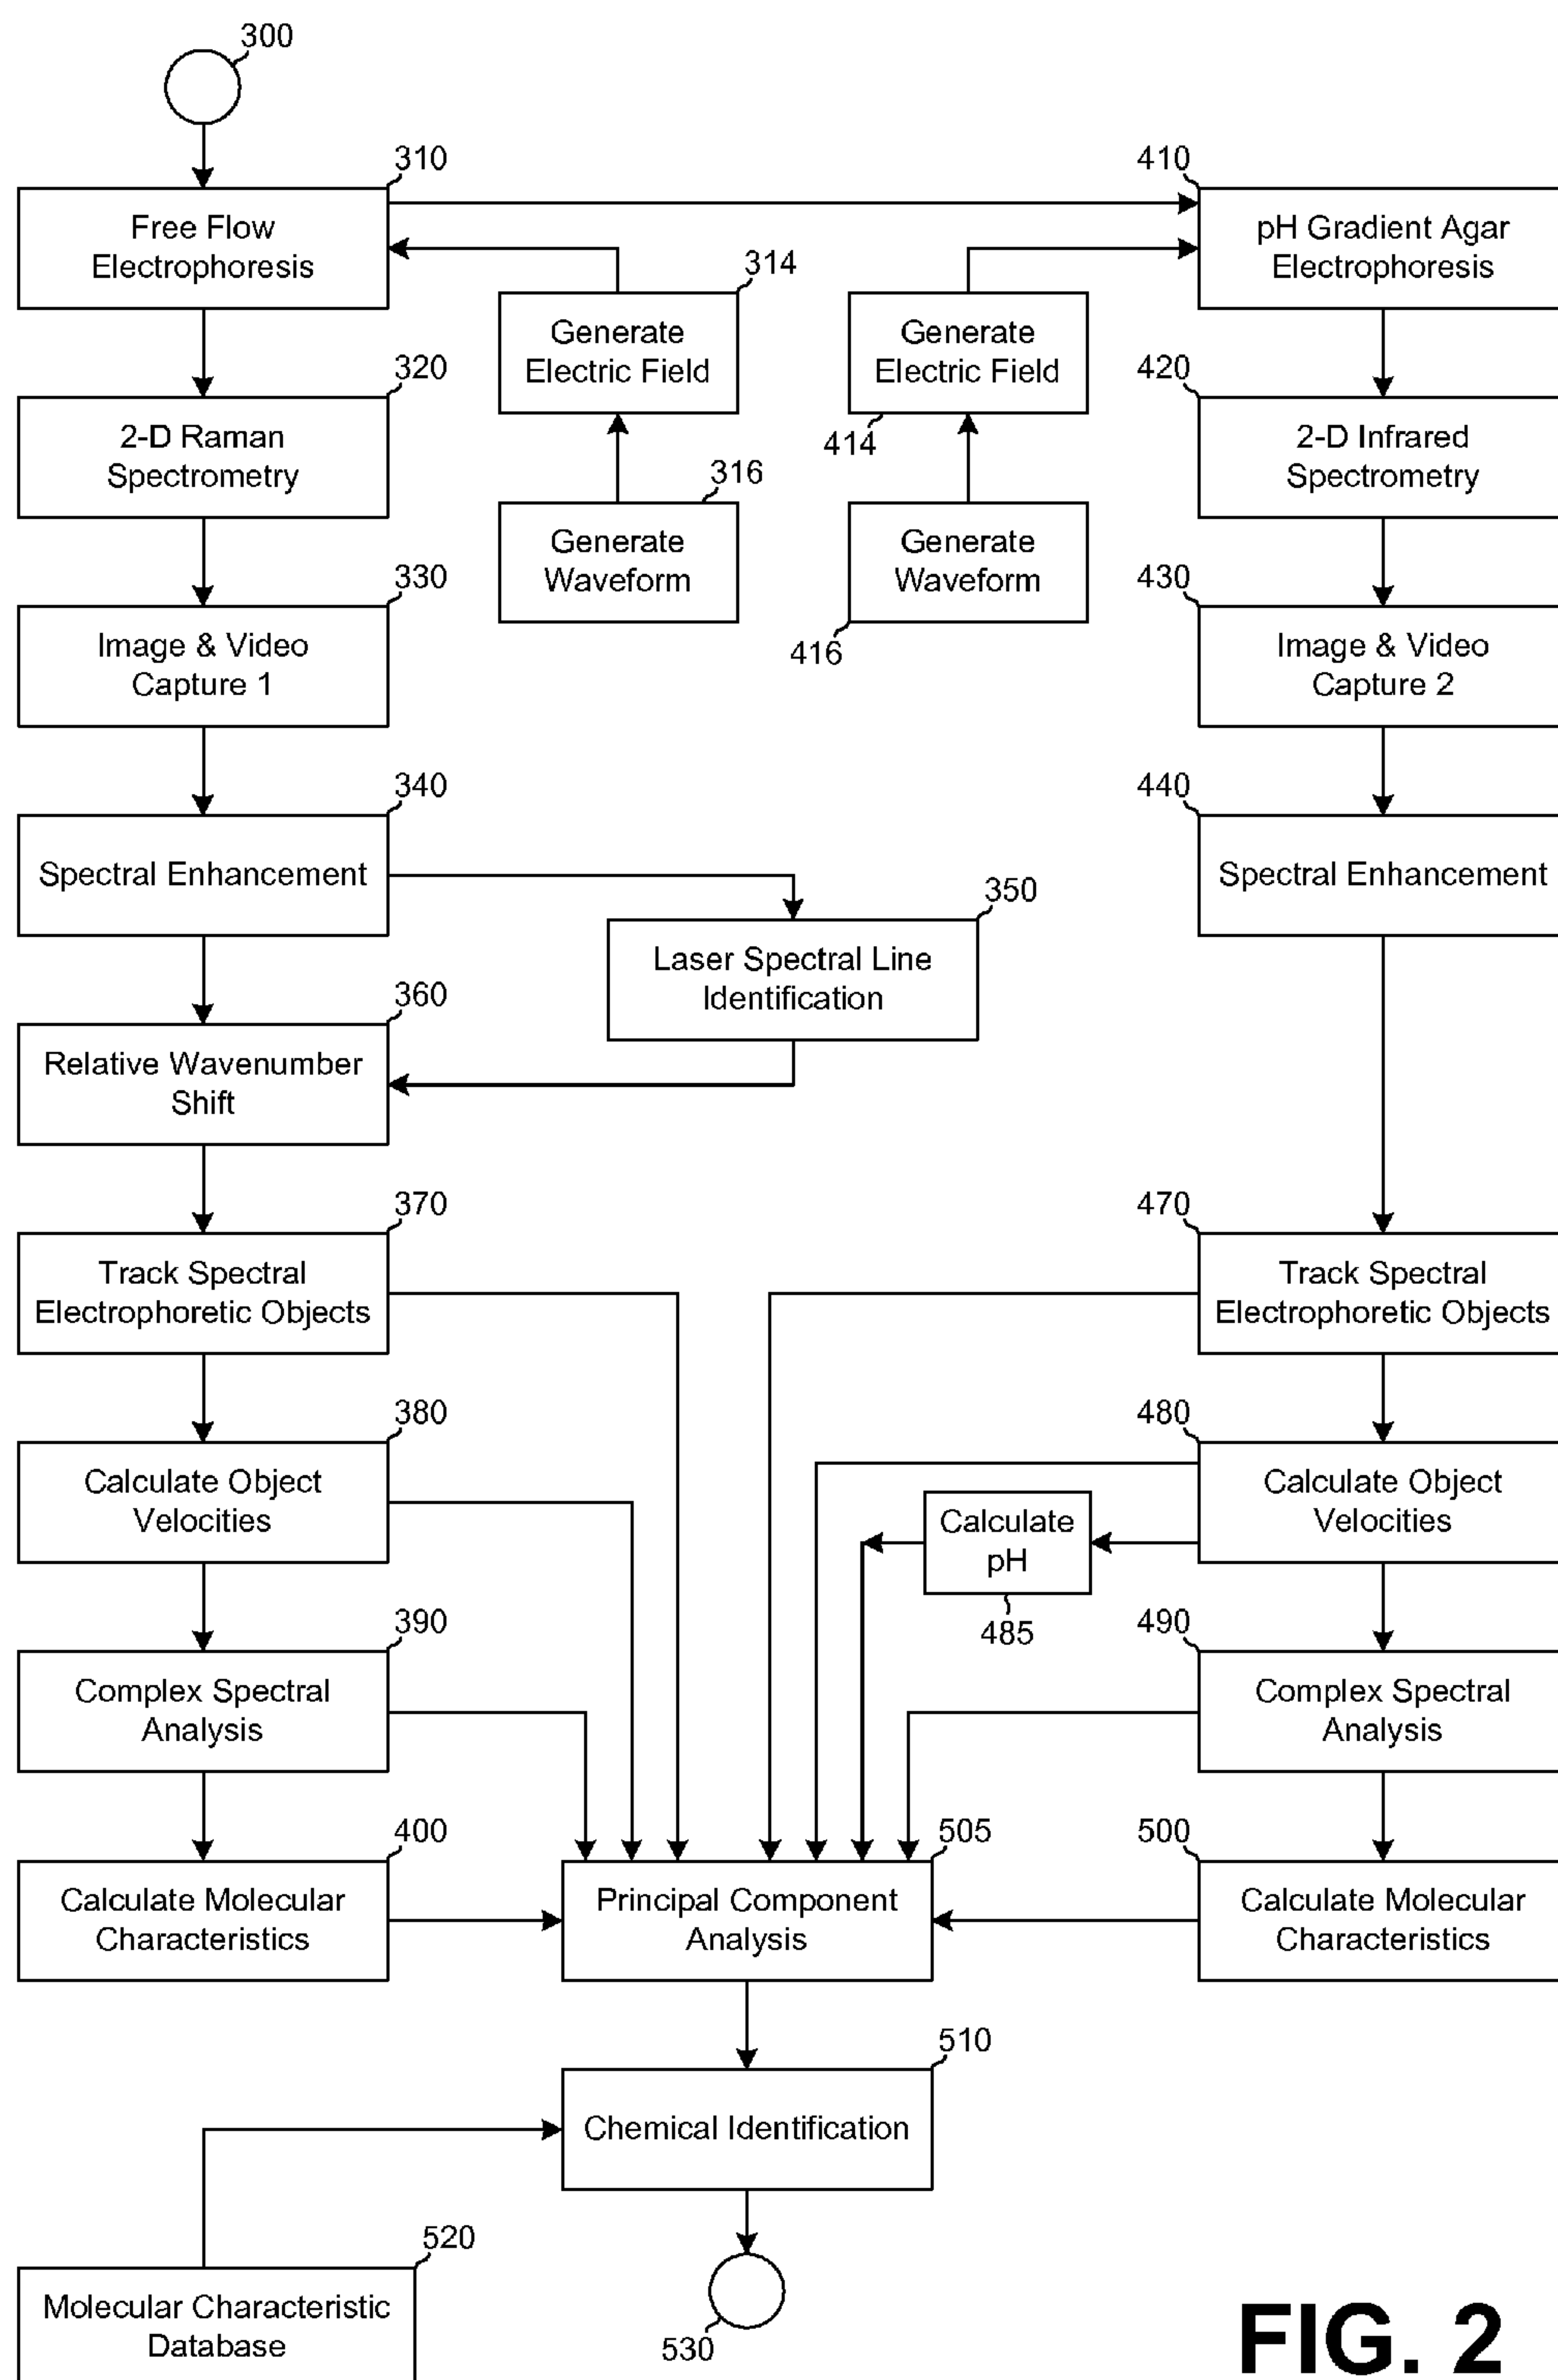 300
310
410
Free Flow
Electrophoresis
pH Gradient Agar
Electrophoresis
314
Generate
Electric Field
Generate
Electric Field
414
320
420
2-D Raman
Spectrometry
2-D Infrared
Spectrometry
316
Generate
Waveform
Generate
Waveform
416
330
430
Image & Video
Capture 1
Image & Video
Capture 2
340
440
Spectral Enhancement
Spectral Enhancement
350
Laser Spectral Line
Identification
360
Relative Wavenumber
Shift
370
470
Track Spectral
Electrophoretic Objects
Track Spectral
Electrophoretic Objects
380
480
Calculate Object
Velocities
Calculate Object
Velocities
Calculate
pH
485
390
490
Complex Spectral
Analysis
Complex Spectral
Analysis
400
505
500
Calculate Molecular
Characteristics
Principal Component
Analysis
Calculate Molecular
Characteristics
510
Chemical Identification
520
Molecular Characteristic
Database
530
FIG. 2